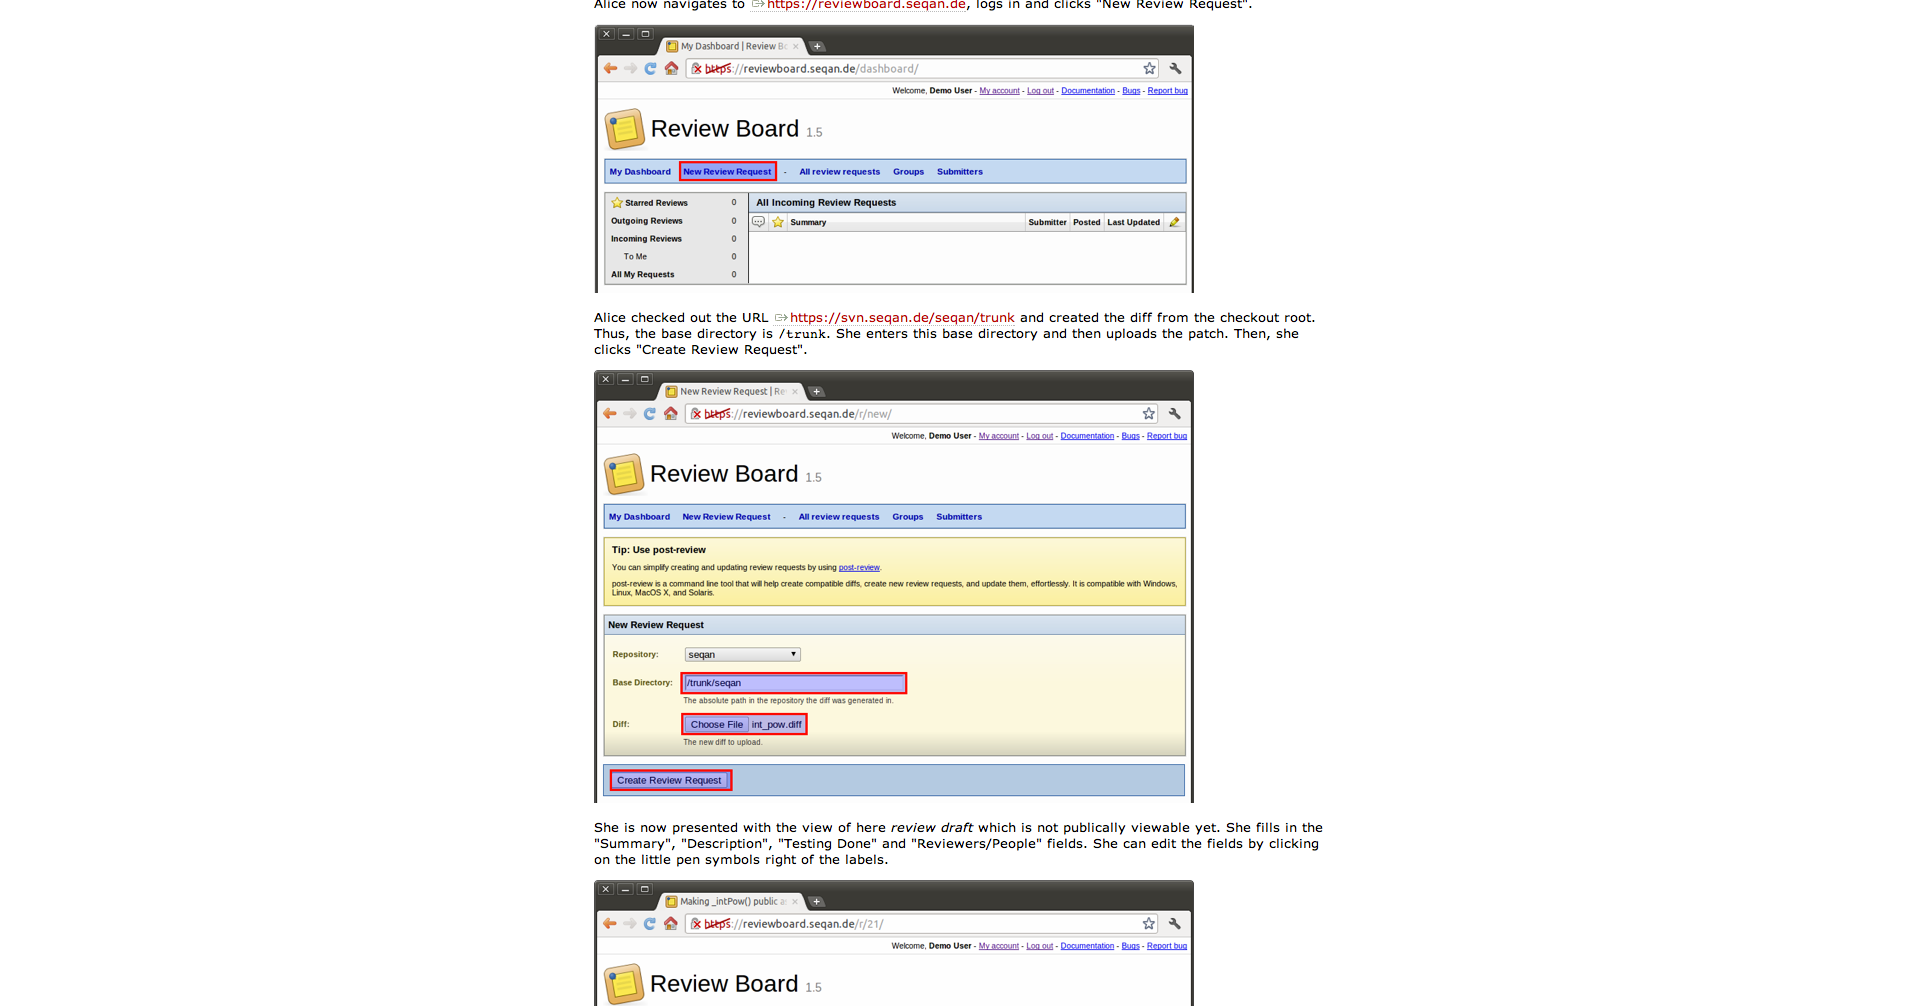 Alice now navigates to https://reviewboard.seqan.de, logs in and clicks "New Review Request".
My Dashboard | Review Bo
https://reviewboard.seqan.de/dashboard/
Welcome, Demo User - My account - Log out - Documentation - Bugs - Report bug
Review Board 1.5
My Dashboard New Review Request - All review requests Groups Submitters
Starred Reviews 0
Outgoing Reviews 0
Incoming Reviews 0
To Me 0
All My Requests 0
All Incoming Review Requests
Summary Submitter Posted Last Updated
Alice checked out the URL https://svn.seqan.de/seqan/trunk and created the diff from the checkout root.
Thus, the base directory is /trunk. She enters this base directory and then uploads the patch. Then, she
clicks "Create Review Request".
New Review Request | Re
https://reviewboard.seqan.de/r/new/
Welcome, Demo User - My account - Log out - Documentation - Bugs - Report bug
Review Board 1.5
My Dashboard New Review Request - All review requests Groups Submitters
Tip: Use post-review
You can simplify creating and updating review requests by using post-review.
post-review is a command line tool that will help create compatible diffs, create new review requests, and update them, effortlessly. It is compatible with Windows,
Linux, MacOS X, and Solaris.
New Review Request
Repository: seqan
Base Directory: /trunk/seqan
The absolute path in the repository the diff was generated in.
Diff: Choose File int_pow.diff
The new diff to upload.
Create Review Request
She is now presented with the view of here review draft which is not publically viewable yet. She fills in the
"Summary", "Description", "Testing Done" and "Reviewers/People" fields. She can edit the fields by clicking
on the little pen symbols right of the labels.
Making _intPow() public a
https://reviewboard.seqan.de/r/21/
Welcome, Demo User - My account - Log out - Documentation - Bugs - Report bug
Review Board 1.5